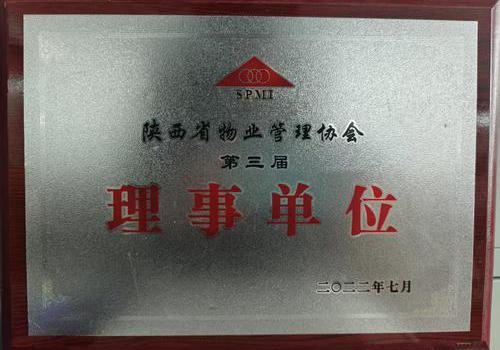 SPMI
陕西省物业管理协会
第三届
理事单位
二〇二二年七月